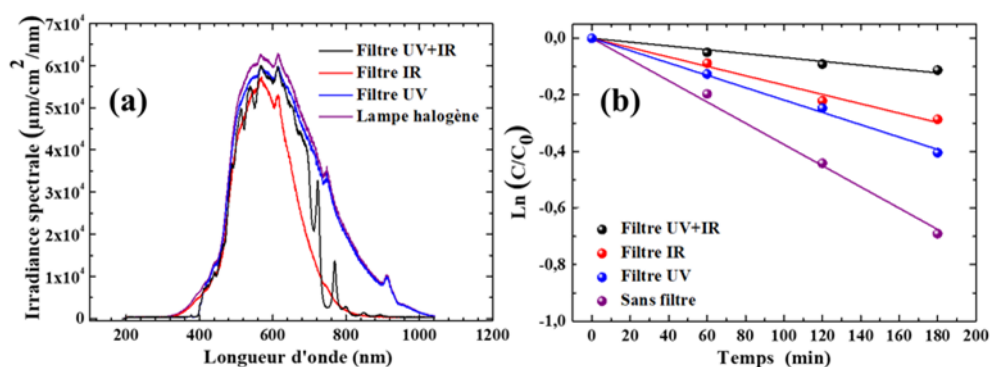 (a)
Filtre UV+IR
Filtre IR
Filtre UV
Lampe halogène
Irradiance spectrale (µm/cm²/nm)
7x10⁴
6x10⁴
5x10⁴
4x10⁴
3x10⁴
2x10⁴
1x10⁴
0
0 200 400 600 800 1000 1200
Longueur d'onde (nm)
(b)
Ln (C/C₀)
0,0
-0,2
-0,4
-0,6
-0,8
-1,0
Filtre UV+IR
Filtre IR
Filtre UV
Sans filtre
0 20 40 60 80 100 120 140 160 180 200
Temps (min)